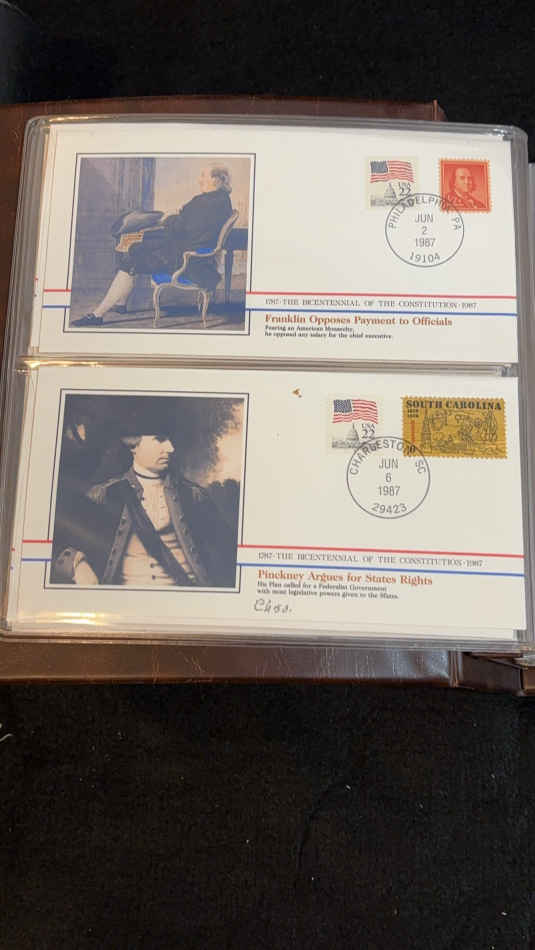 USA
22
PHILADELPHIA, PA
JUN
2
1987
19104
1787·THE BICENTENNIAL OF THE CONSTITUTION·1987
Franklin Opposes Payment to Officials
Fearing an American Monarchy,
he opposed any salary for the chief executive.
USA
22
SOUTH CAROLINA
CHARLESTON, SC
JUN
6
1987
29423
1787·THE BICENTENNIAL OF THE CONSTITUTION·1987
Pinckney Argues for States Rights
His Plan called for a Federalist Government
with most legislative powers given to the States.
Chas.